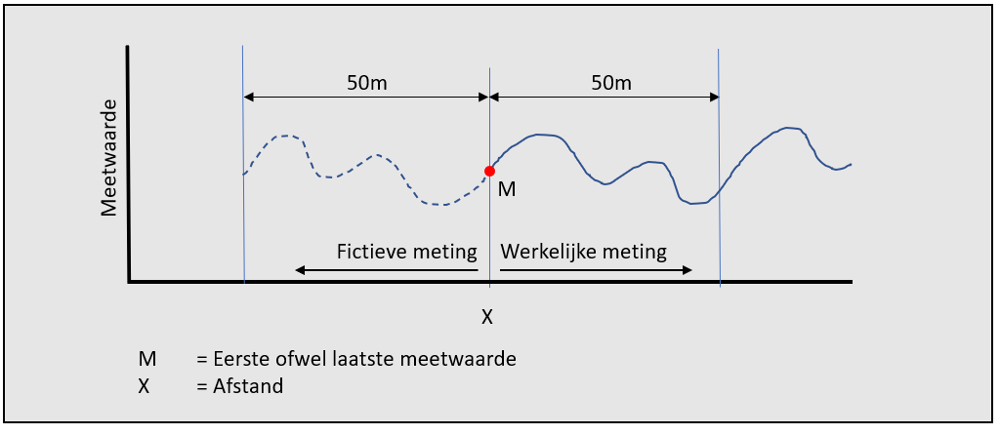 50m 50m
Meetwaarde
M
Fictieve meting Werkelijke meting
X
M = Eerste ofwel laatste meetwaarde
X = Afstand